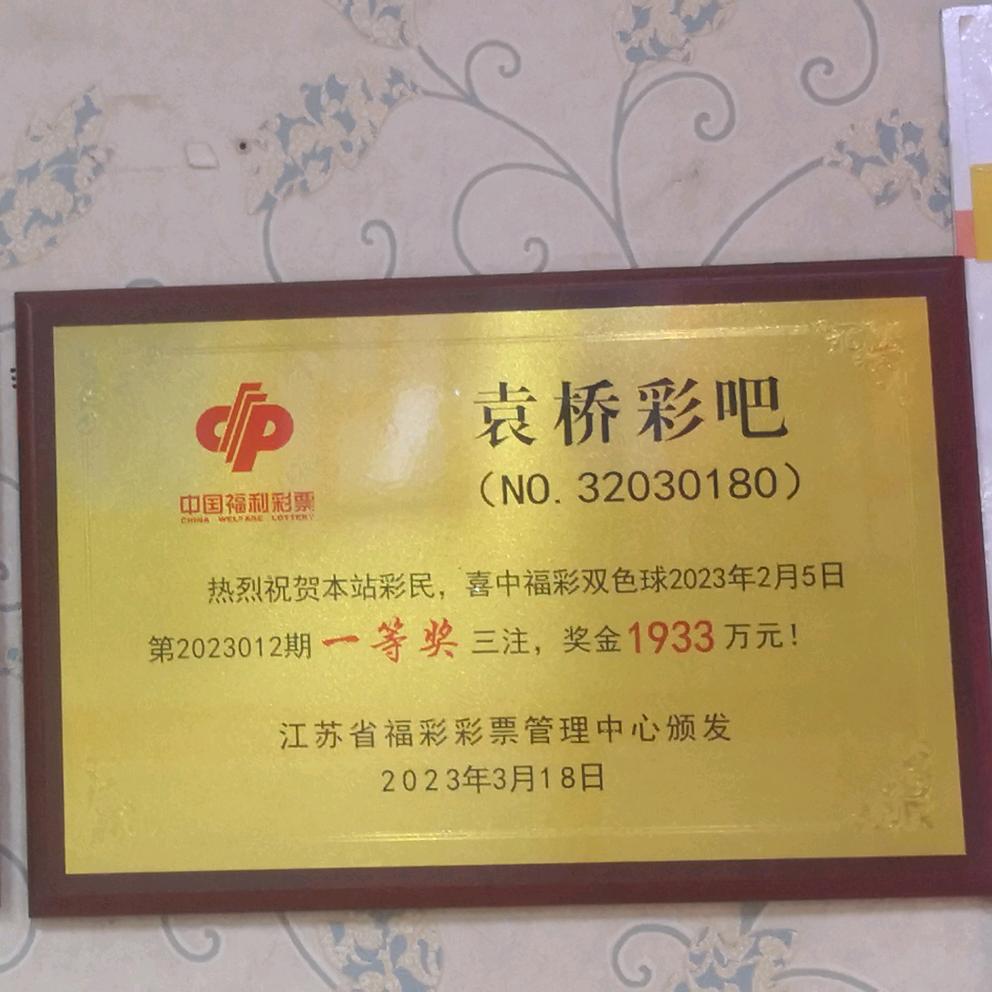 袁桥彩吧
(NO. 32030180)
中国福利彩票
CHINA WELFARE LOTTERY
热烈祝贺本站彩民，喜中福彩双色球2023年2月5日
第2023012期一等奖三注，奖金1933万元！
江苏省福彩彩票管理中心颁发
2023年3月18日